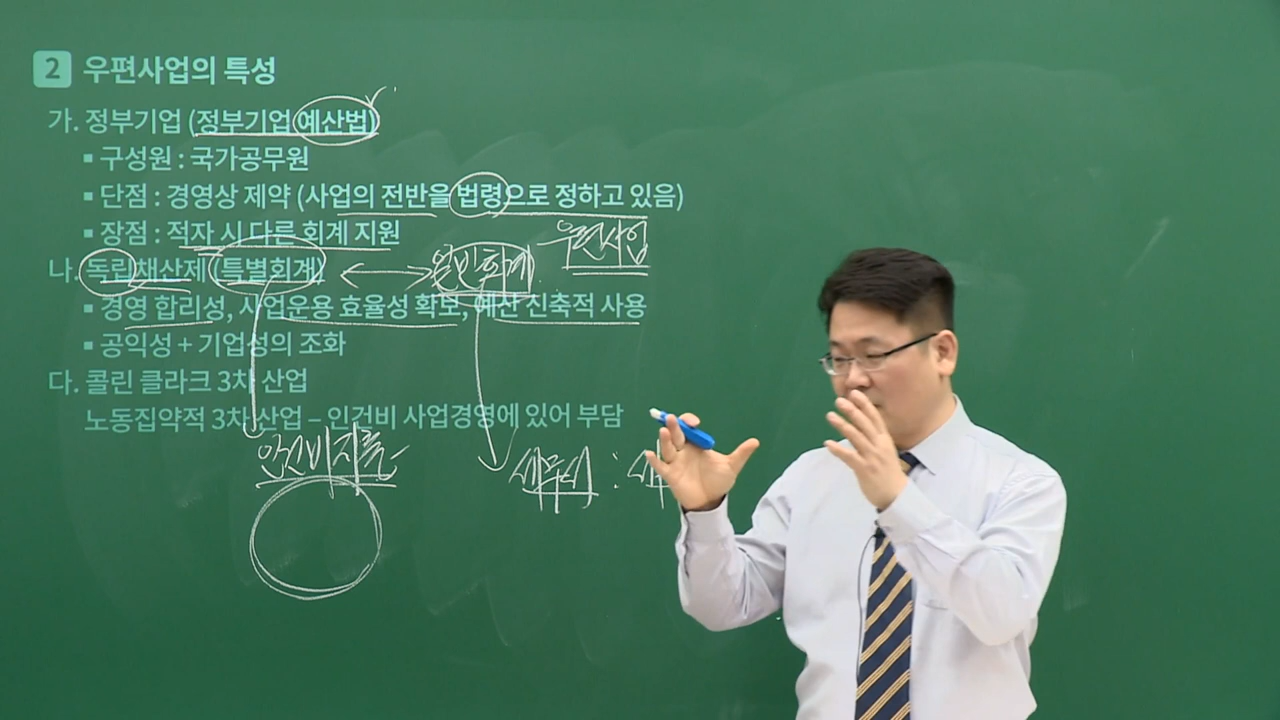 2 우편사업의 특성
가. 정부기업 (정부기업 예산법)
▪ 구성원 : 국가공무원
▪ 단점 : 경영상 제약 (사업의 전반을 법령으로 정하고 있음)
▪ 장점 : 적자 시 다른 회계 지원
우편사업
나. 독립채산제 (특별회계)
일반회계
▪ 경영 합리성, 사업운용 효율성 확보, 예산 신축적 사용
▪ 공익성 + 기업성의 조화
다. 콜린 클라크 3차 산업
노동집약적 3차 산업 – 인건비 사업경영에 있어 부담
세무서 : 세